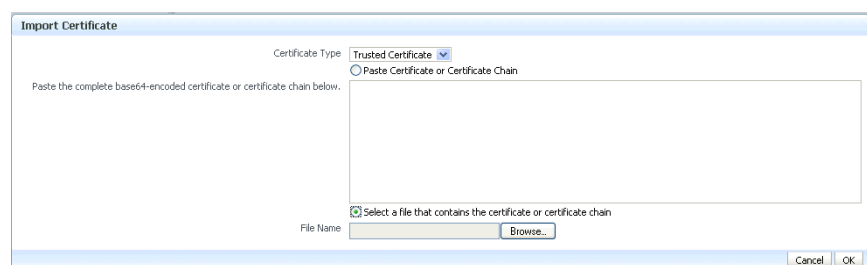 Import Certificate
Certificate Type Trusted Certificate
Paste Certificate or Certificate Chain
Paste the complete base64-encoded certificate or certificate chain below.
Select a file that contains the certificate or certificate chain
File Name Browse...
Cancel OK